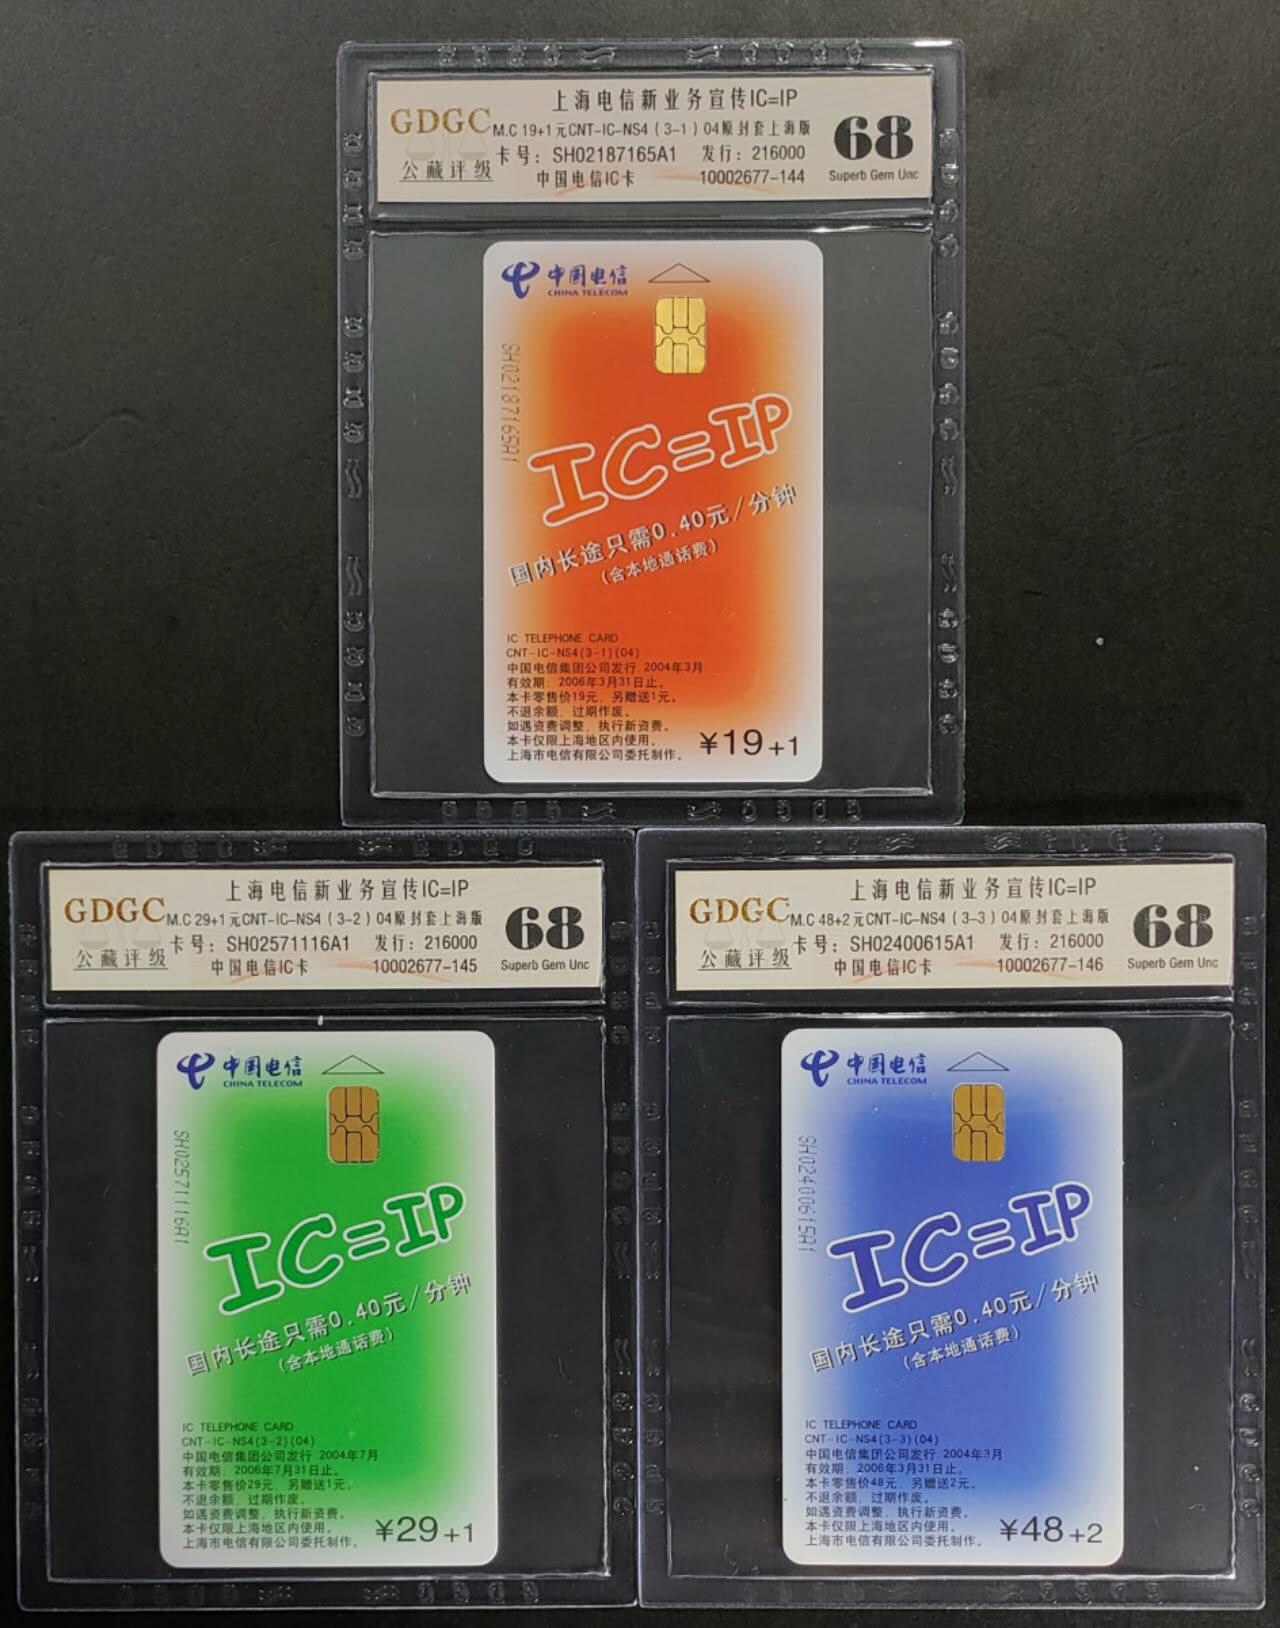 上海电信新业务宣传IC=IP
GDGC
M.C 19+1元CNT-IC-NS4(3-1)04原封套上海版
68
卡号:SH02187165A1 发行:216000
公藏评级
中国电信IC卡 10002677-144
Superb Gem Unc
中国电信
CHINA TELECOM
SH02187165A1
IC=IP
国内长途只需0.40元/分钟
(含本地通话费)
IC TELEPHONE CARD
CNT-IC-NS4(3-1)(04)
中国电信集团公司发行 2004年3月
有效期:2006年3月31日止。
本卡零售价19元,另赠送1元。
不退余额,过期作废。
如遇资费调整,执行新资费。
本卡仅限上海地区内使用。
上海市电信有限公司委托制作。
¥19+1
上海电信新业务宣传IC=IP
GDGC
M.C 29+1元CNT-IC-NS4(3-2)04原封套上海版
68
卡号:SH02571116A1 发行:216000
公藏评级
中国电信IC卡 10002677-145
Superb Gem Unc
中国电信
CHINA TELECOM
SH02571116A1
IC=IP
国内长途只需0.40元/分钟
(含本地通话费)
IC TELEPHONE CARD
CNT-IC-NS4(3-2)(04)
中国电信集团公司发行 2004年7月
有效期:2006年7月31日止。
本卡零售价29元,另赠送1元。
不退余额,过期作废。
如遇资费调整,执行新资费。
本卡仅限上海地区内使用。
上海市电信有限公司委托制作。
¥29+1
上海电信新业务宣传IC=IP
GDGC
M.C 48+2元CNT-IC-NS4(3-3)04原封套上海版
68
卡号:SH02400615A1 发行:216000
公藏评级
中国电信IC卡 10002677-146
Superb Gem Unc
中国电信
CHINA TELECOM
SH02400615A1
IC=IP
国内长途只需0.40元/分钟
(含本地通话费)
IC TELEPHONE CARD
CNT-IC-NS4(3-3)(04)
中国电信集团公司发行 2004年3月
有效期:2006年3月31日止。
本卡零售价48元,另赠送2元。
不退余额,过期作废。
如遇资费调整,执行新资费。
本卡仅限上海地区内使用。
上海市电信有限公司委托制作。
¥48+2